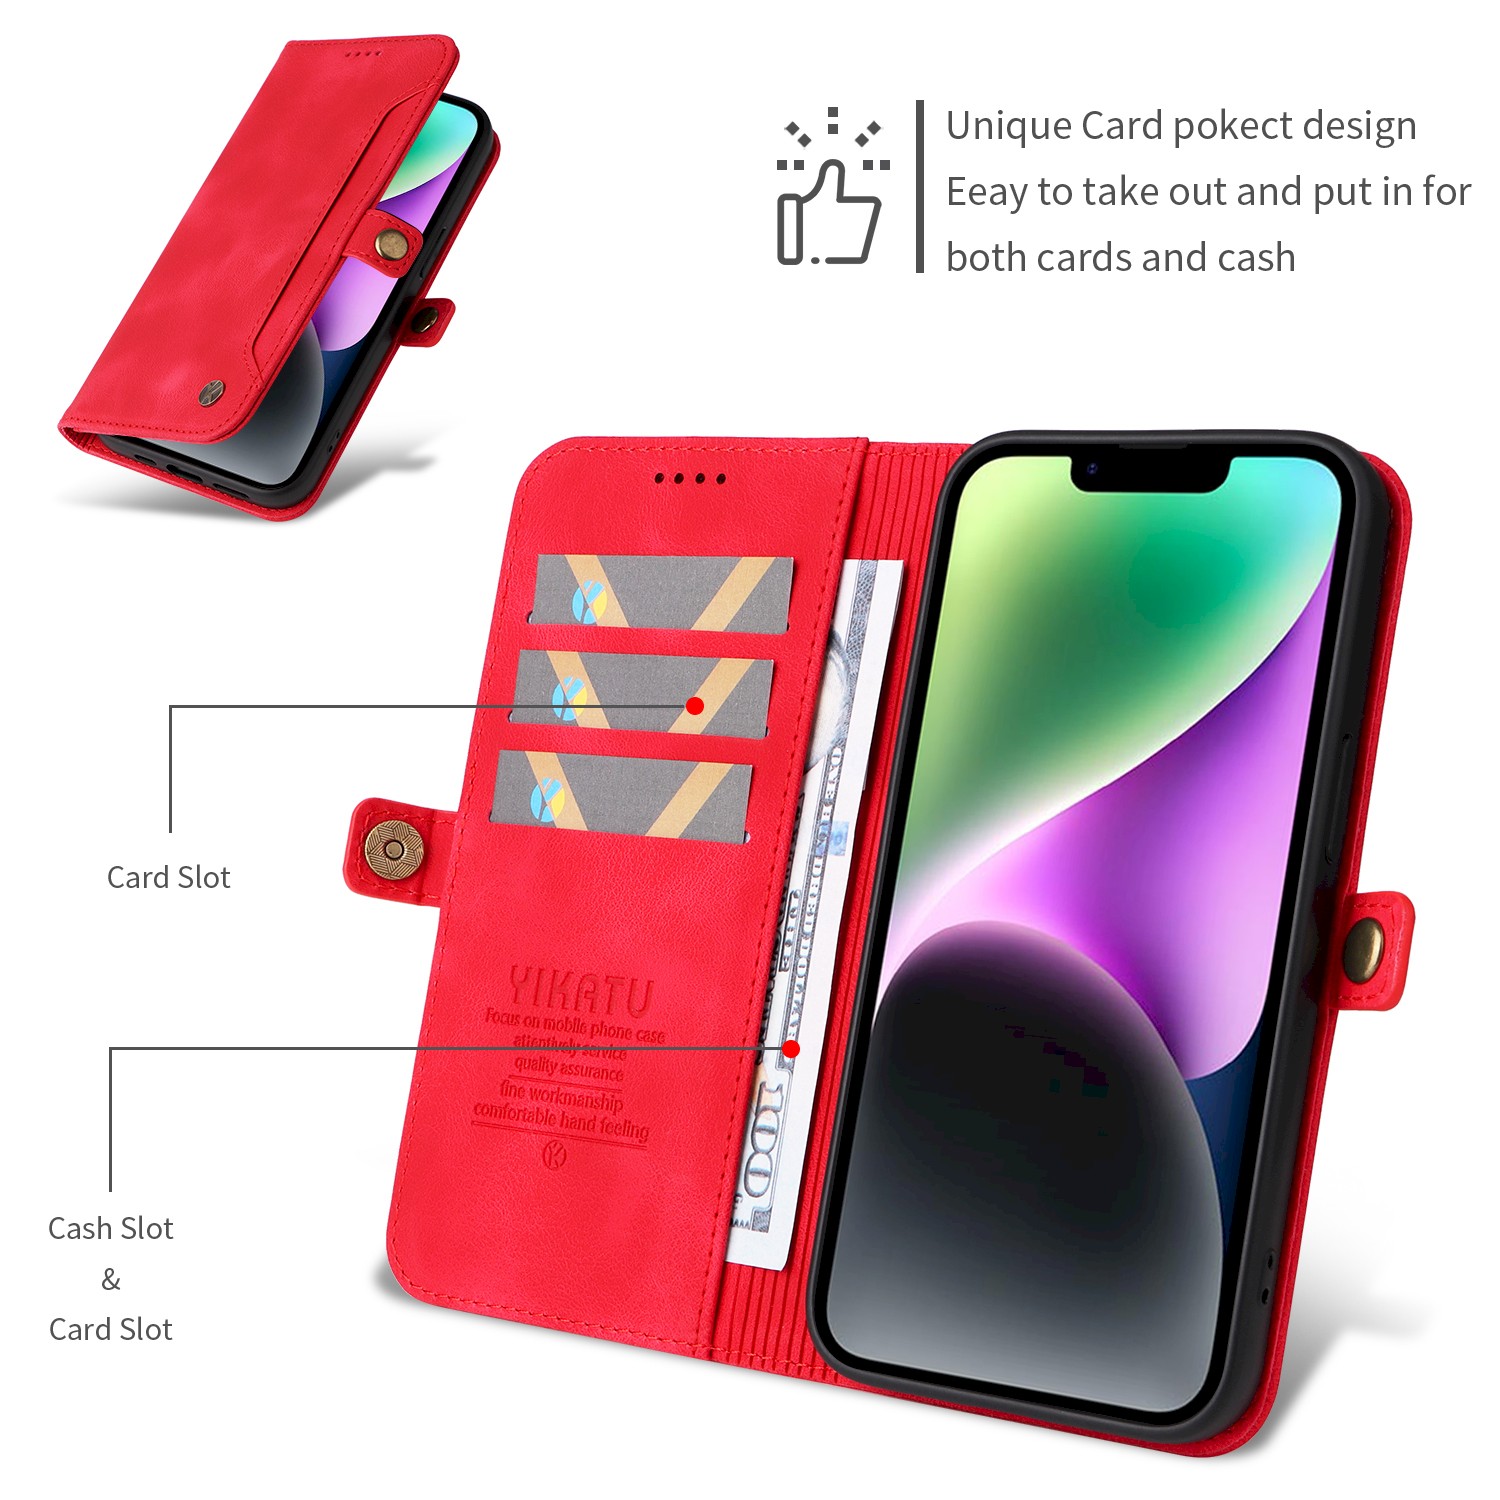 Unique Card pokect design
Eeay to take out and put in for
both cards and cash
Card Slot
YIKATU
Focus on mobile phone case
attentively service
quality assurance
fine workmanship
comfortable hand feeling
Cash Slot
&
Card Slot
100